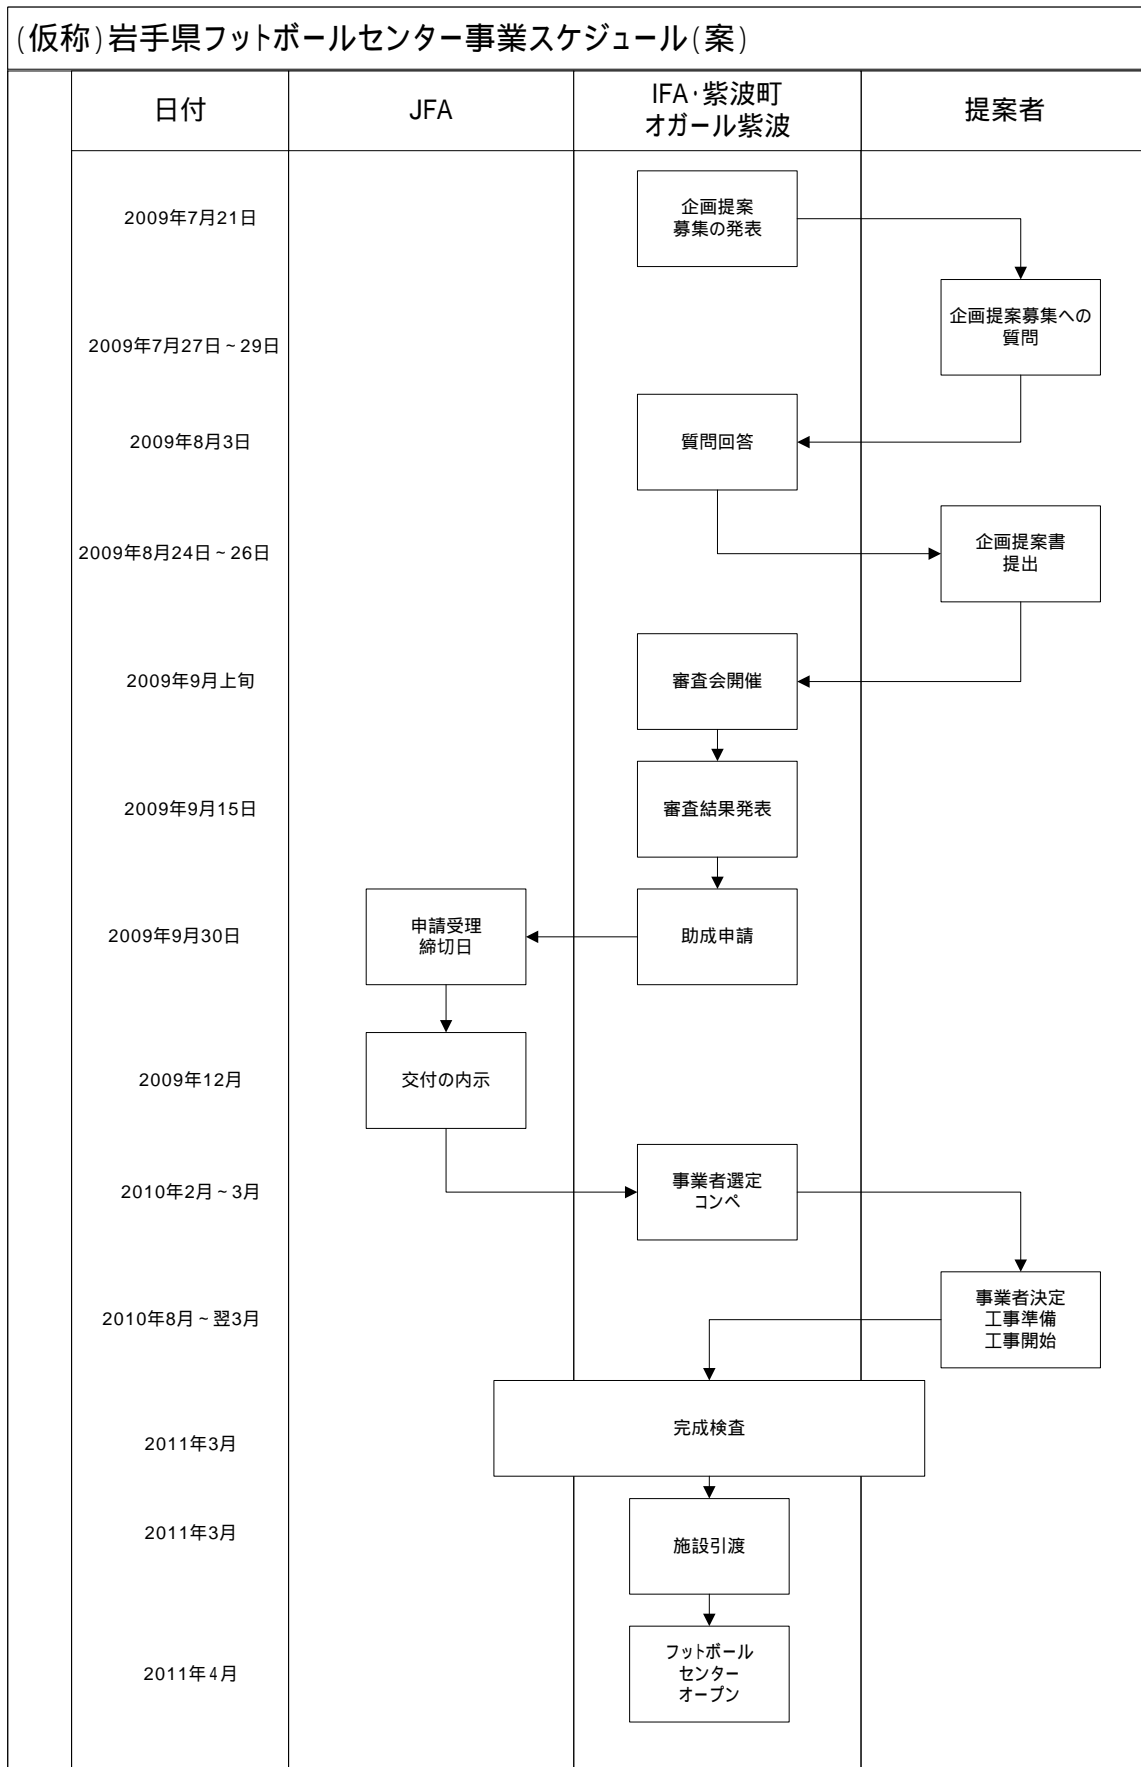 (仮称)岩手県フットボールセンター事業スケジュール(案)
日付
JFA
IFA・紫波町
オガール紫波
提案者
2009年7月21日
企画提案
募集の発表
企画提案募集への
質問
2009年7月27日～29日
2009年8月3日
質問回答
2009年8月24日～26日
企画提案書
提出
2009年9月上旬
審査会開催
2009年9月15日
審査結果発表
2009年9月30日
申請受理
締切日
助成申請
2009年12月
交付の内示
2010年2月～3月
事業者選定
コンペ
2010年8月～翌3月
事業者決定
工事準備
工事開始
完成検査
2011年3月
2011年3月
施設引渡
2011年4月
フットボール
センター
オープン